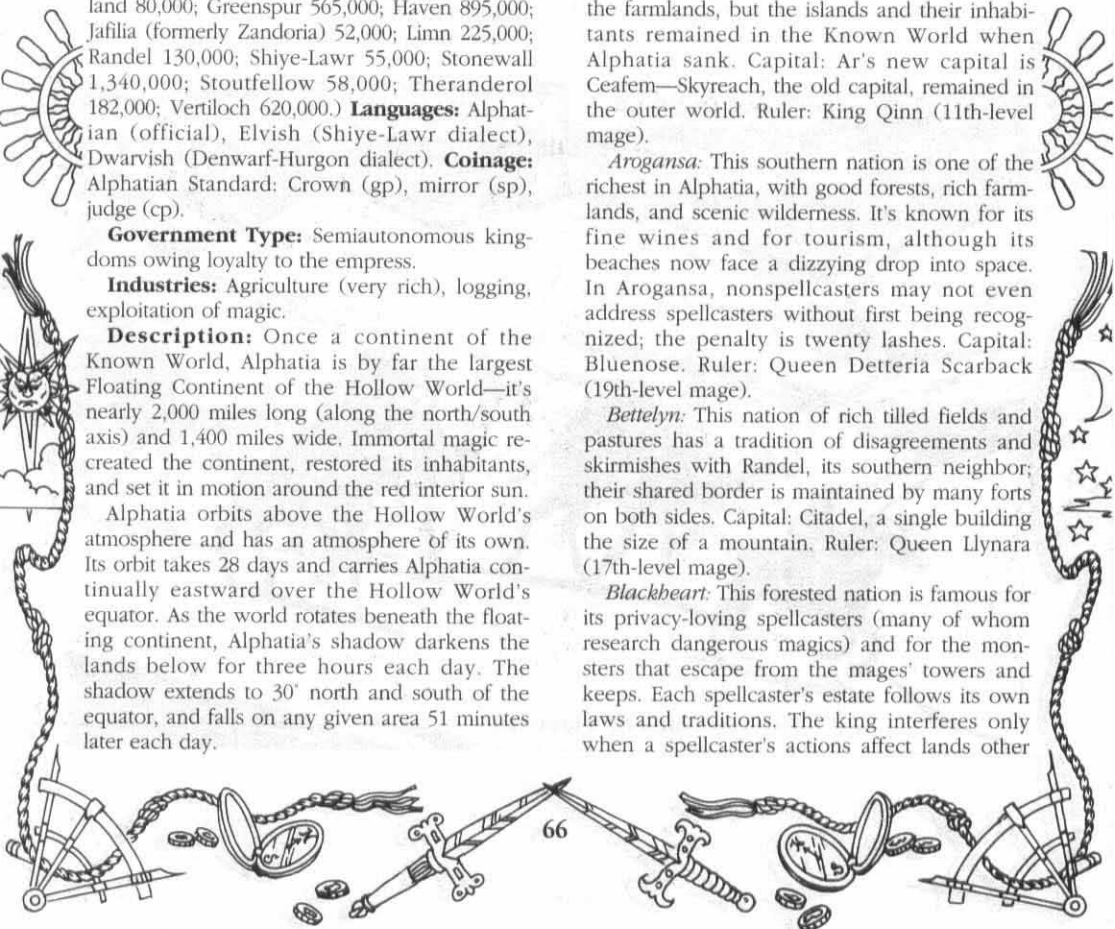 land 80,000; Greenspur 565,000; Haven 895,000;
Jafilia (formerly Zandoria) 52,000; Limn 225,000;
Randel 130,000; Shiye-Lawr 55,000; Stonewall
1,340,000; Stoutfellow 58,000; Theranderol
182,000; Vertiloch 620,000.) Languages: Alphat-
ian (official), Elvish (Shiye-Lawr dialect),
Dwarvish (Denwarf-Hurgon dialect). Coinage:
Alphatian Standard: Crown (gp), mirror (sp),
judge (cp).
Government Type: Semiautonomous king-
doms owing loyalty to the empress.
Industries: Agriculture (very rich), logging,
exploitation of magic.
Description: Once a continent of the
Known World, Alphatia is by far the largest
Floating Continent of the Hollow World—it's
nearly 2,000 miles long (along the north/south
axis) and 1,400 miles wide. Immortal magic re-
created the continent, restored its inhabitants,
and set it in motion around the red interior sun.
Alphatia orbits above the Hollow World's
atmosphere and has an atmosphere of its own.
Its orbit takes 28 days and carries Alphatia con-
tinually eastward over the Hollow World's
equator. As the world rotates beneath the float-
ing continent, Alphatia's shadow darkens the
lands below for three hours each day. The
shadow extends to 30° north and south of the
equator, and falls on any given area 51 minutes
later each day.
the farmlands, but the islands and their inhabi-
tants remained in the Known World when
Alphatia sank. Capital: Ar's new capital is
Ceafem—Skyreach, the old capital, remained in
the outer world. Ruler: King Qinn (11th-level
mage).
Arogansa: This southern nation is one of the
richest in Alphatia, with good forests, rich farm-
lands, and scenic wilderness. It's known for its
fine wines and for tourism, although its
beaches now face a dizzying drop into space.
In Arogansa, nonspellcasters may not even
address spellcasters without first being recog-
nized; the penalty is twenty lashes. Capital:
Bluenose. Ruler: Queen Detteria Scarback
(19th-level mage).
Bettelyn: This nation of rich tilled fields and
pastures has a tradition of disagreements and
skirmishes with Randel, its southern neighbor;
their shared border is maintained by many forts
on both sides. Capital: Citadel, a single building
the size of a mountain. Ruler: Queen Llynara
(17th-level mage).
Blackheart: This forested nation is famous for
its privacy-loving spellcasters (many of whom
research dangerous magics) and for the mon-
sters that escape from the mages' towers and
keeps. Each spellcaster's estate follows its own
laws and traditions. The king interferes only
when a spellcaster's actions affect lands other
66